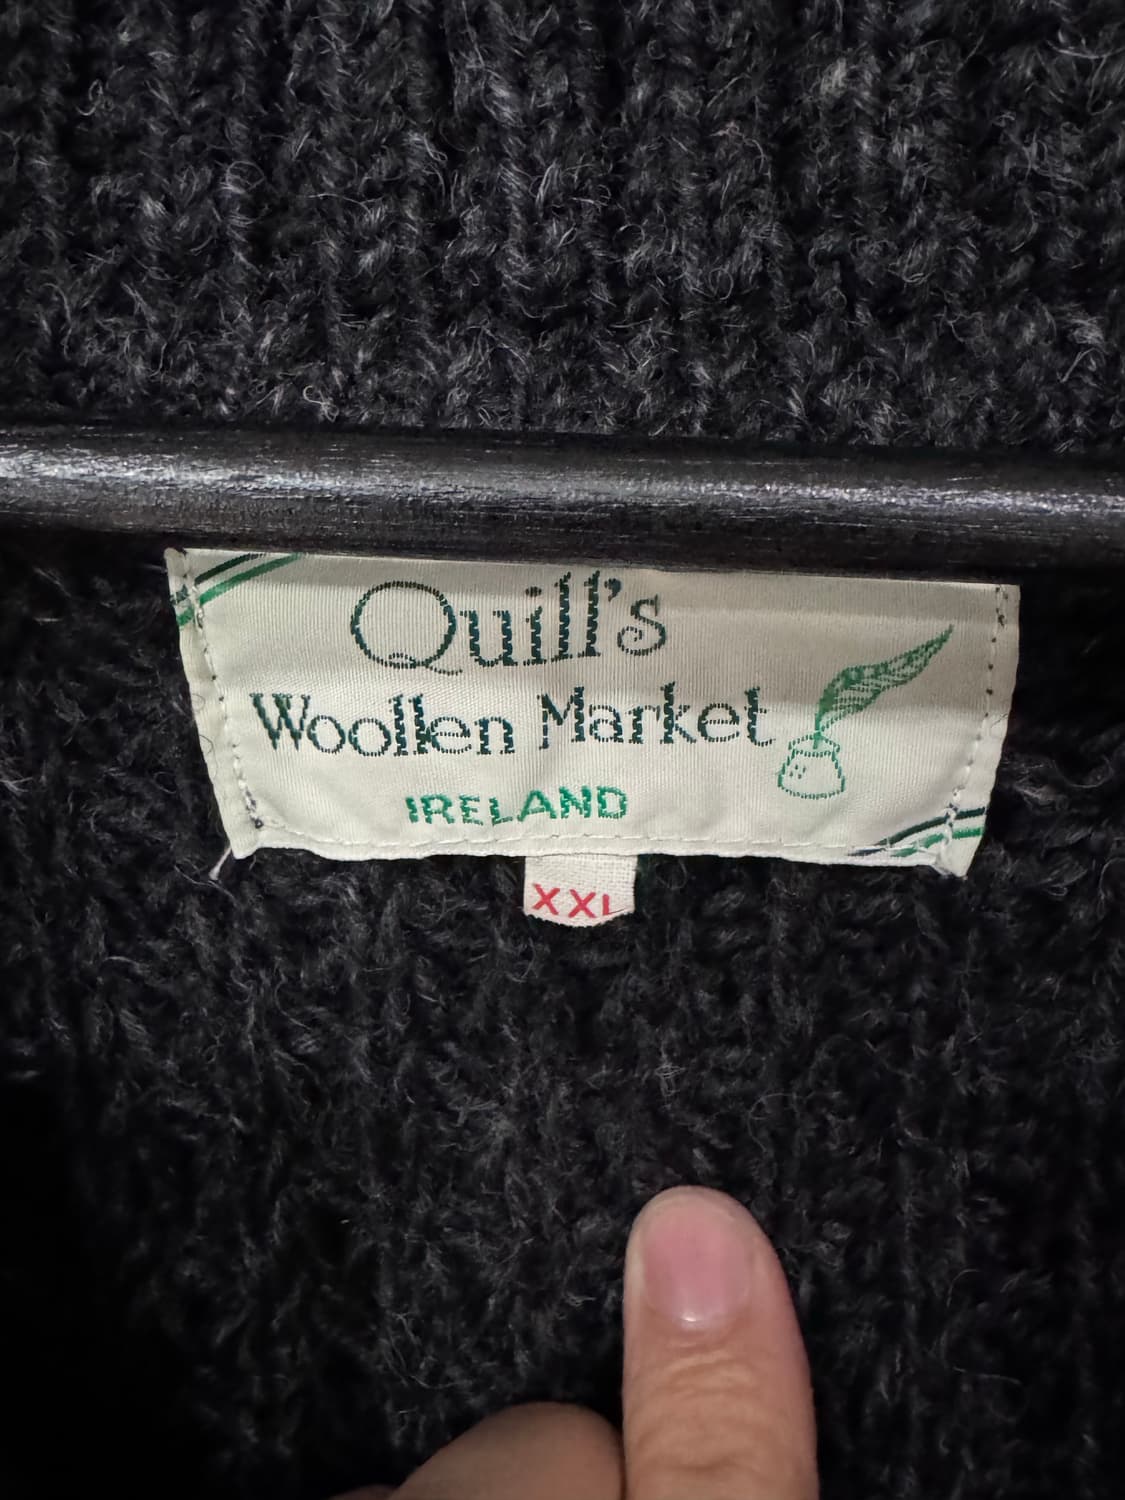 Quill's
Woollen Market
IRELAND
XXL